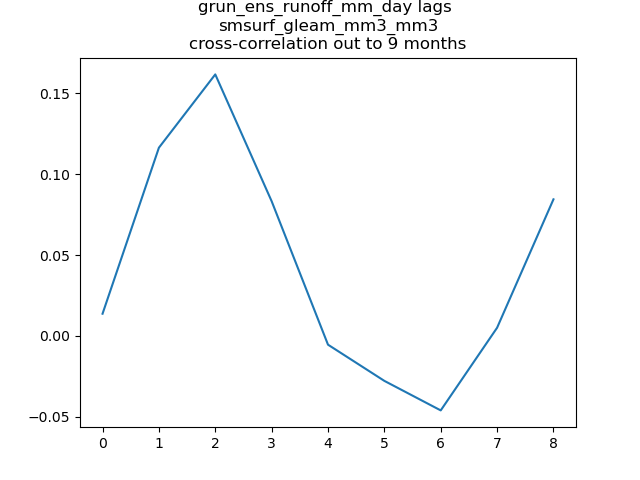 grun_ens_runoff_mm_day lags
smsurf_gleam_mm3_mm3
cross-correlation out to 9 months
0.15
0.10
0.05
0.00
−0.05
0 1 2 3 4 5 6 7 8